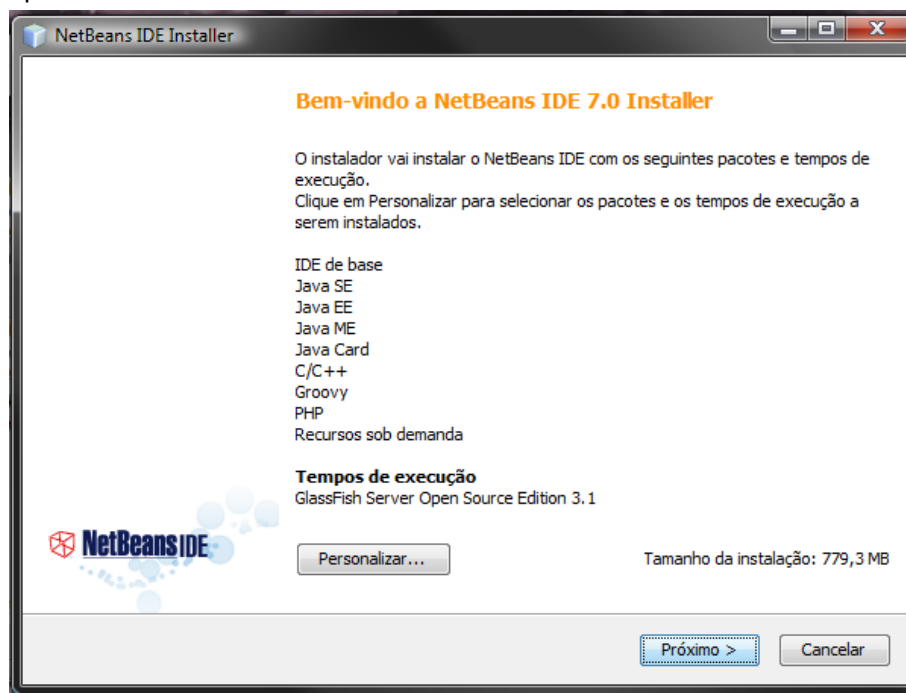 NetBeans IDE Installer
Bem-vindo a NetBeans IDE 7.0 Installer
O instalador vai instalar o NetBeans IDE com os seguintes pacotes e tempos de
execução.
Clique em Personalizar para selecionar os pacotes e os tempos de execução a
serem instalados.
IDE de base
Java SE
Java EE
Java ME
Java Card
C/C++
Groovy
PHP
Recursos sob demanda
Tempos de execução
GlassFish Server Open Source Edition 3.1
NetBeans IDE
Personalizar... Tamanho da instalação: 779,3 MB
Próximo > Cancelar